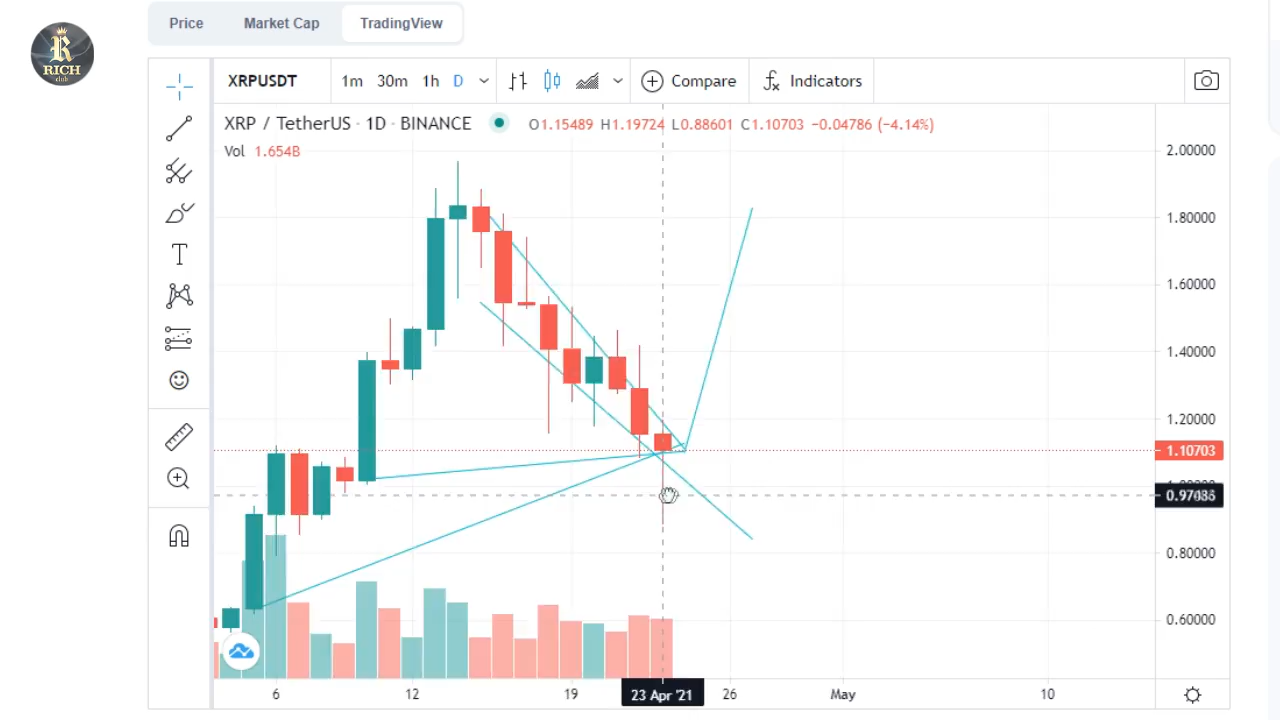 Price Market Cap TradingView
R
RICH
club
XRPUSDT 1m 30m 1h D Compare Indicators
XRP / TetherUS · 1D · BINANCE O1.15489 H1.19724 L0.88601 C1.10703 −0.04786 (−4.14%)
Vol 1.654B
2.00000
1.80000
1.60000
1.40000
1.20000
1.10703
0.80000
0.60000
6 12 19 23 Apr '21 26 May 10